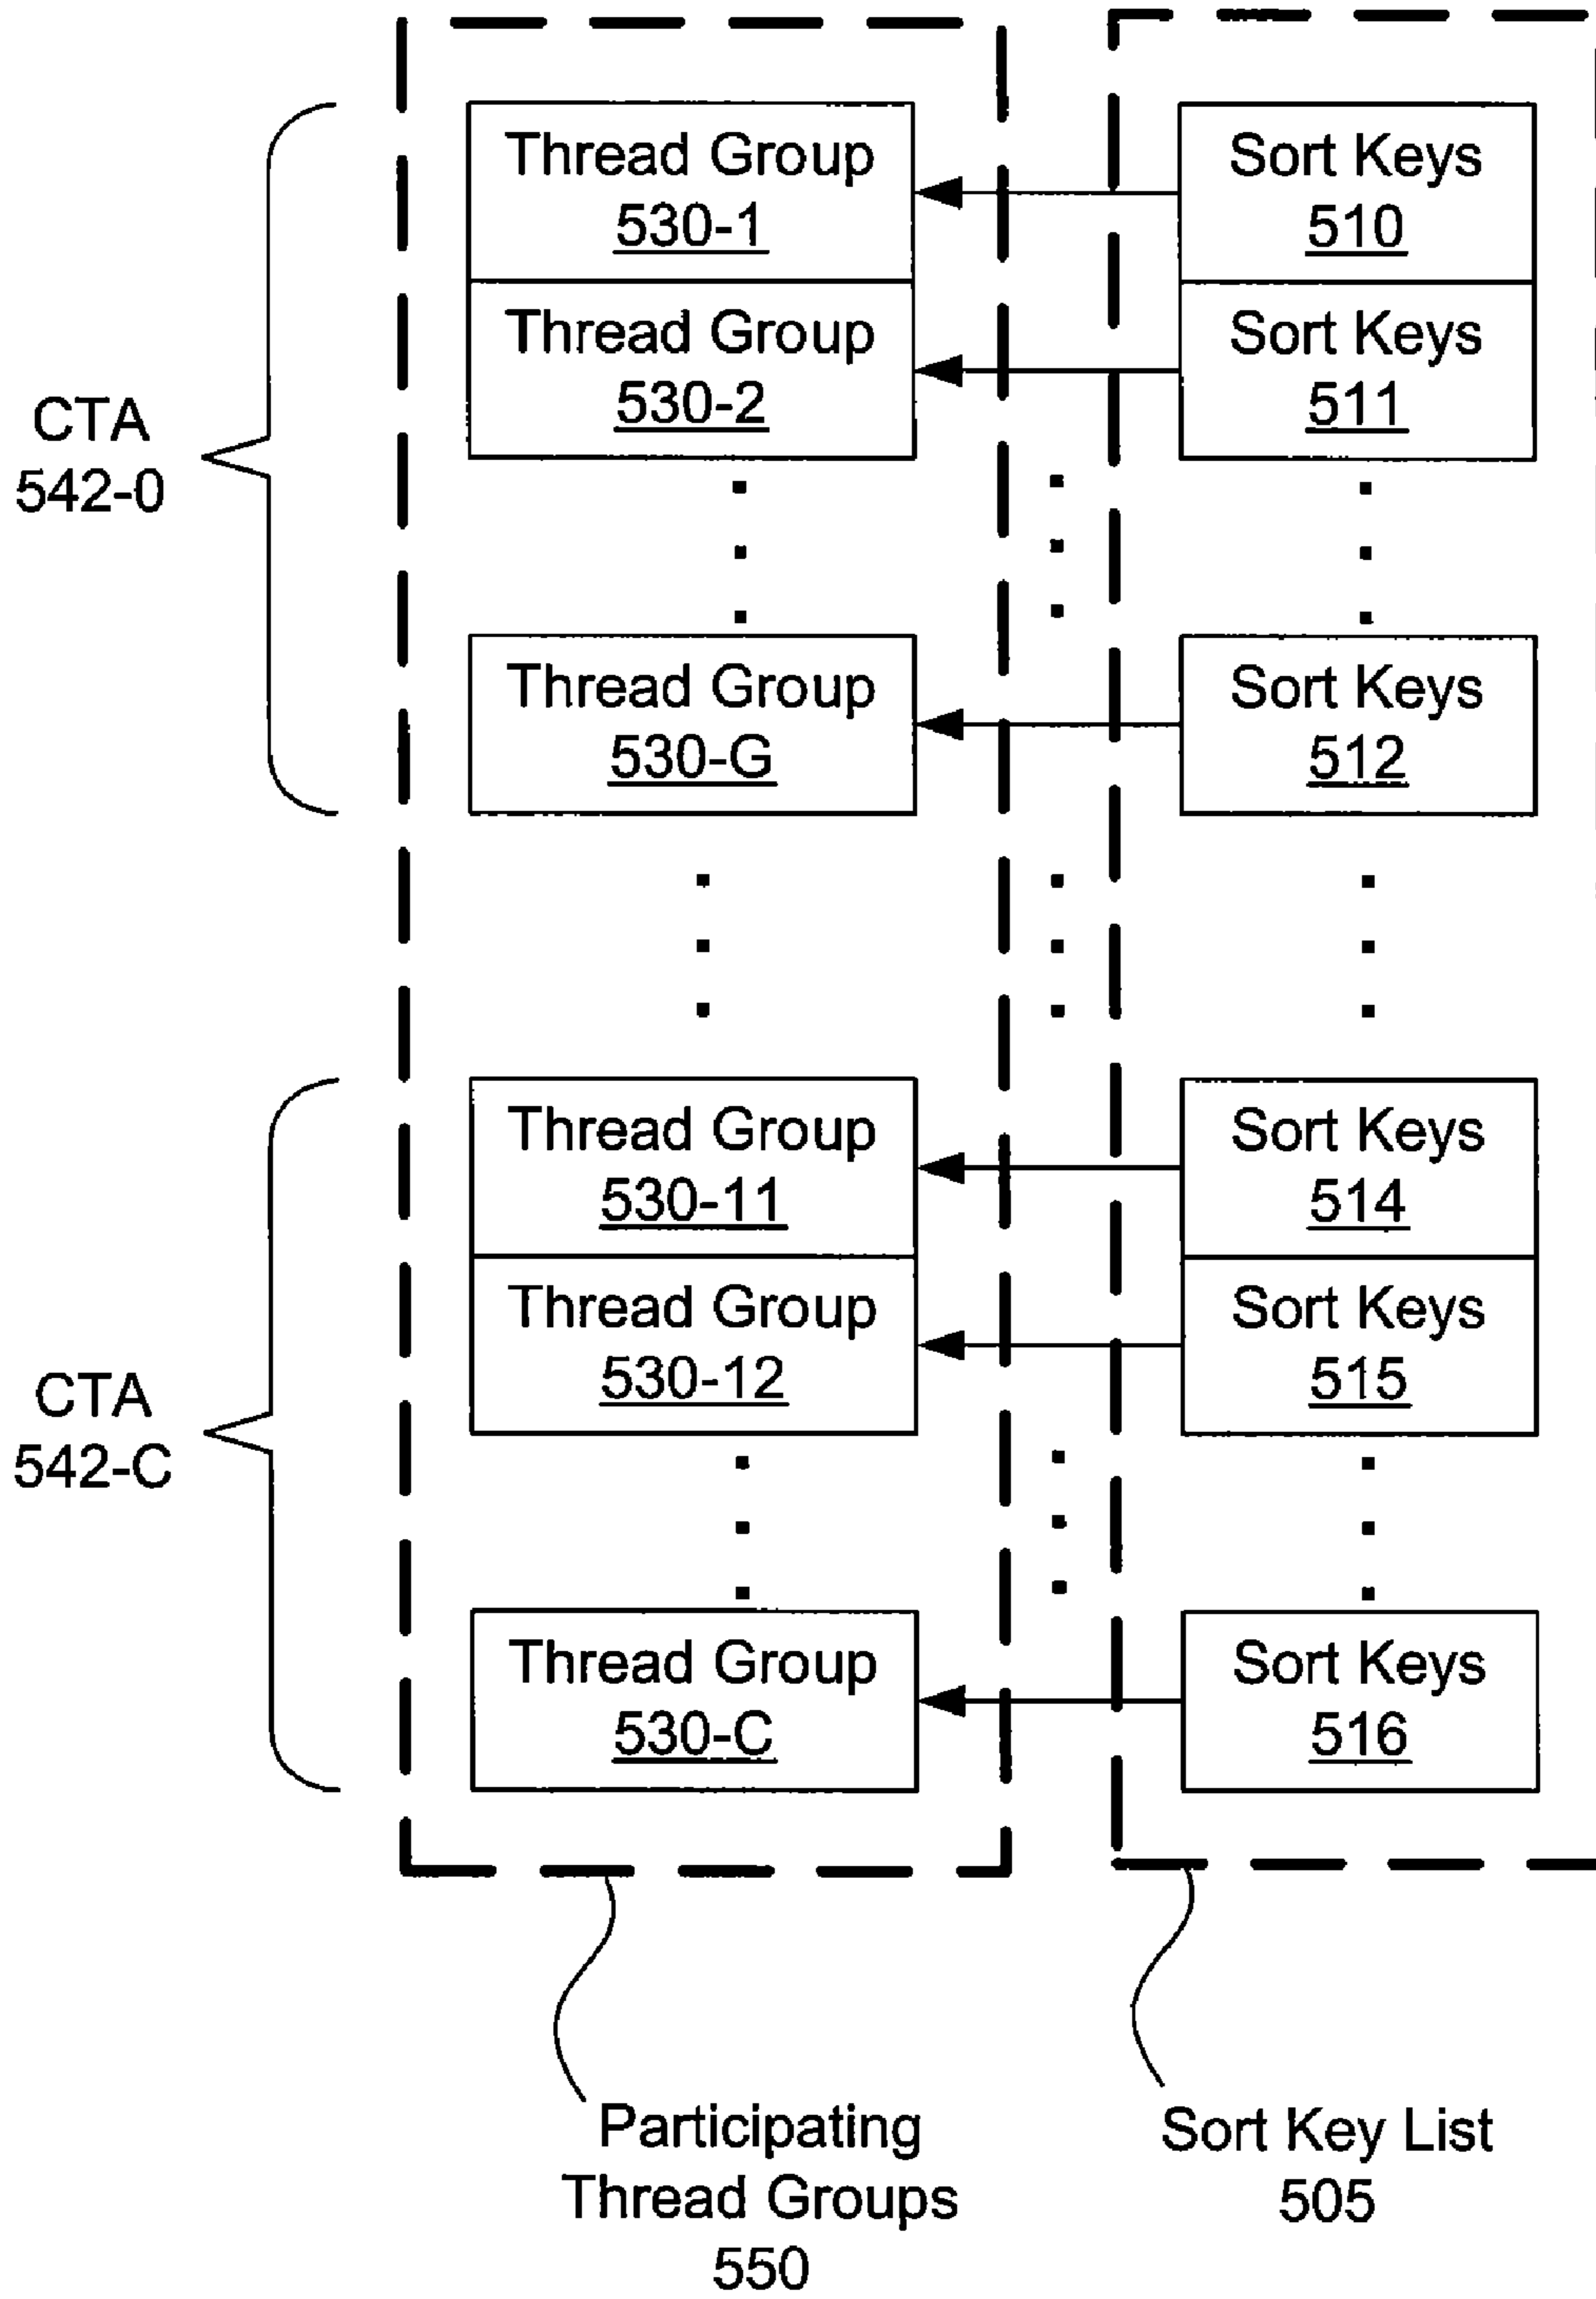 Thread Group
530-1
Sort Keys
510
Thread Group
530-2
Sort Keys
511
CTA
542-0
Thread Group
530-G
Sort Keys
512
Thread Group
530-11
Sort Keys
514
Thread Group
530-12
Sort Keys
515
CTA
542-C
Thread Group
530-C
Sort Keys
516
Participating
Thread Groups
550
Sort Key List
505